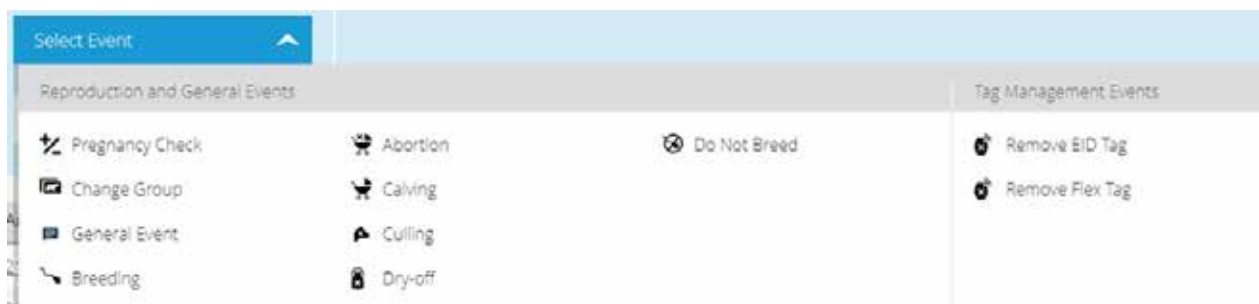 Select Event
Reproduction and General Events
Tag Management Events
Pregnancy Check
Abortion
Do Not Breed
Remove EID Tag
Change Group
Calving
Remove Flex Tag
General Event
Culling
Breeding
Dry-off